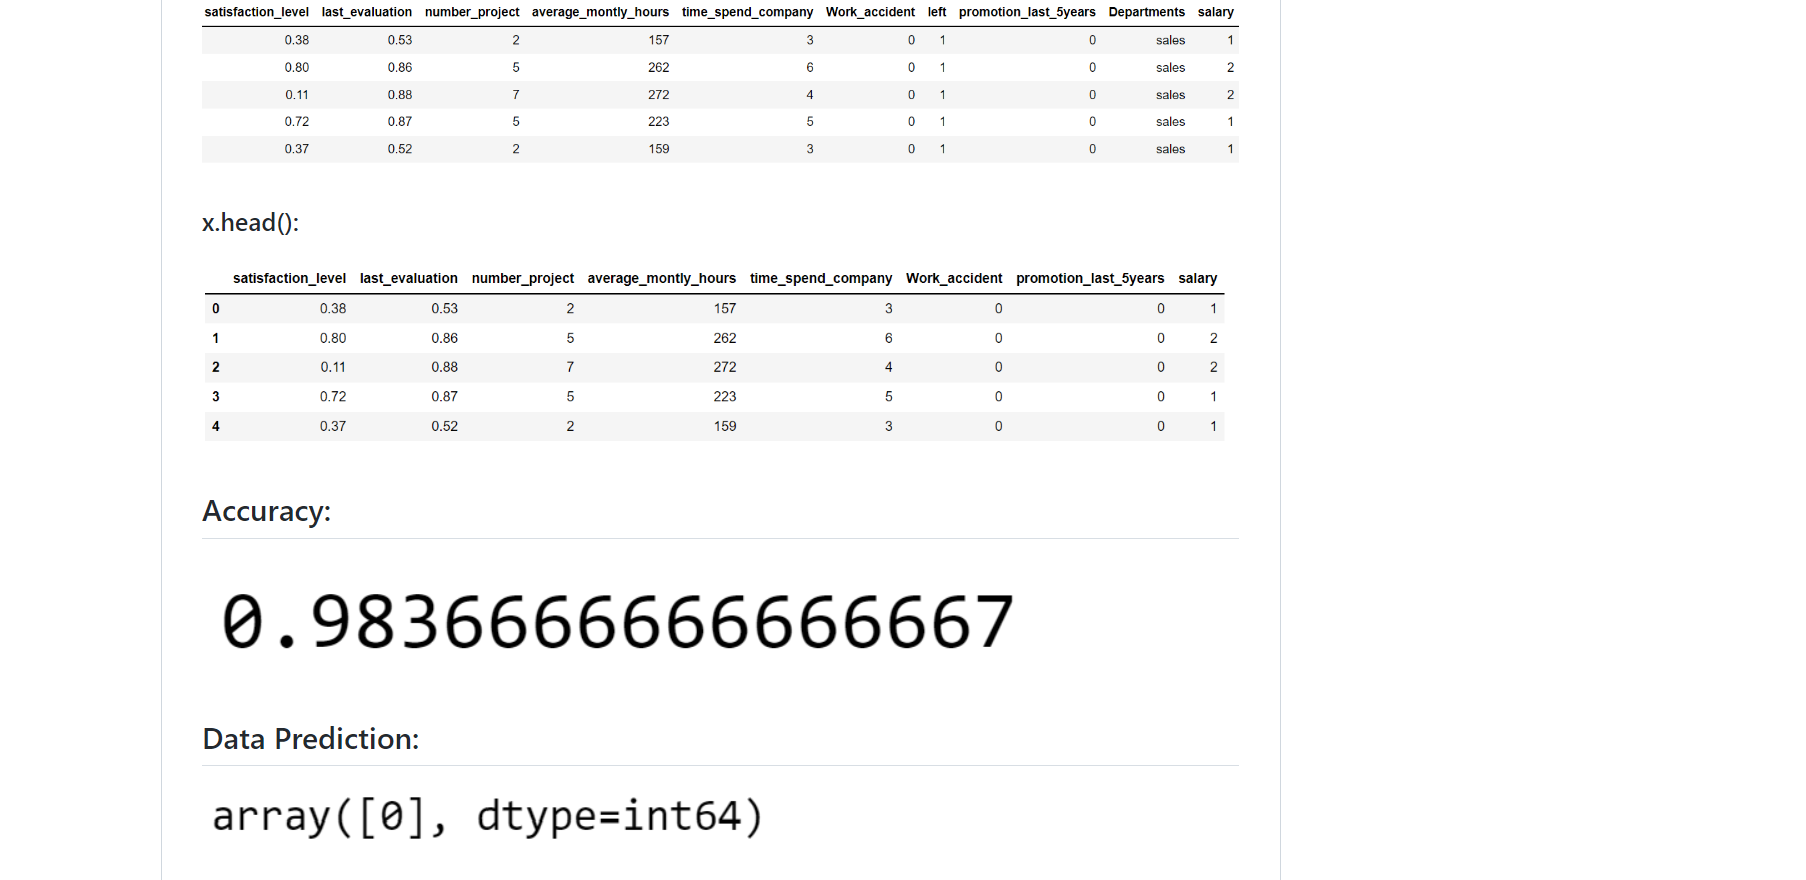 satisfaction_level last_evaluation number_project average_montly_hours time_spend_company Work_accident left promotion_last_5years Departments salary
0.38 0.53 2 157 3 0 1 0 sales 1
0.80 0.86 5 262 6 0 1 0 sales 2
0.11 0.88 7 272 4 0 1 0 sales 2
0.72 0.87 5 223 5 0 1 0 sales 1
0.37 0.52 2 159 3 0 1 0 sales 1
x.head():
satisfaction_level last_evaluation number_project average_montly_hours time_spend_company Work_accident promotion_last_5years salary
0 0.38 0.53 2 157 3 0 0 1
1 0.80 0.86 5 262 6 0 0 2
2 0.11 0.88 7 272 4 0 0 2
3 0.72 0.87 5 223 5 0 0 1
4 0.37 0.52 2 159 3 0 0 1
Accuracy:
0.9836666666666667
Data Prediction:
array([0], dtype=int64)